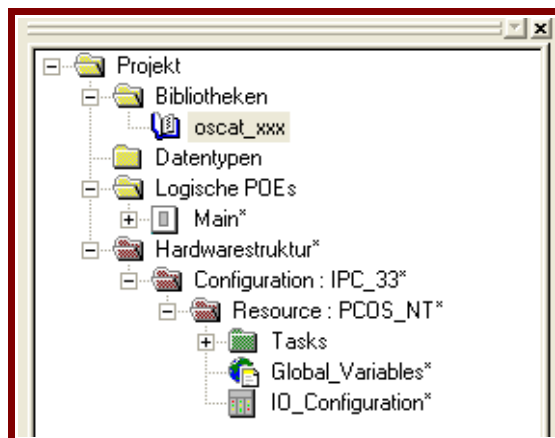 Projekt
Bibliotheken
oscat_xxx
Datentypen
Logische POEs
Main*
Hardwarestruktur*
Configuration : IPC_33*
Resource : PCOS_NT*
Tasks
Global_Variables*
IO_Configuration*